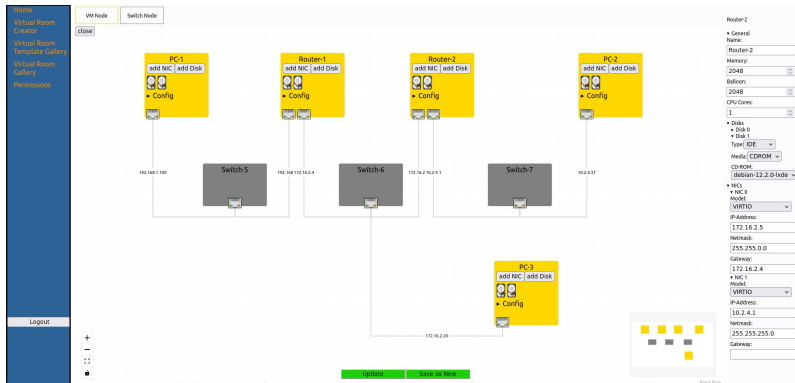 Home
Virtual Room
Creator
Virtual Room
Template Gallery
Virtual Room
Gallery
Permissions
Logout
VM Node
Switch Node
close
PC-1
add NIC add Disk
▸ Config
Router-1
add NIC add Disk
▸ Config
Router-2
add NIC add Disk
▸ Config
PC-2
add NIC add Disk
▸ Config
192.168.1.100
Switch-5
192.168 172.16.2.4
Switch-6
172.16.2 10.2.4.1
Switch-7
10.2.4.37
PC-3
add NIC add Disk
▸ Config
172.16.2.20
Update
Save as New
Router-2
▾ General
Name:
Router-2
Memory:
2048
Balloon:
2048
CPU Cores:
1
▾ Disks
▸ Disk 0
▾ Disk 1
Type: IDE
Media: CDROM
CD-ROM:
debian-12.2.0-lxde
▾ NICs
▾ NIC 0
Model:
VIRTIO
IP-Address:
172.16.2.5
Netmask:
255.255.0.0
Gateway:
172.16.2.4
▾ NIC 1
Model:
VIRTIO
IP-Address:
10.2.4.1
Netmask:
255.255.255.0
Gateway: